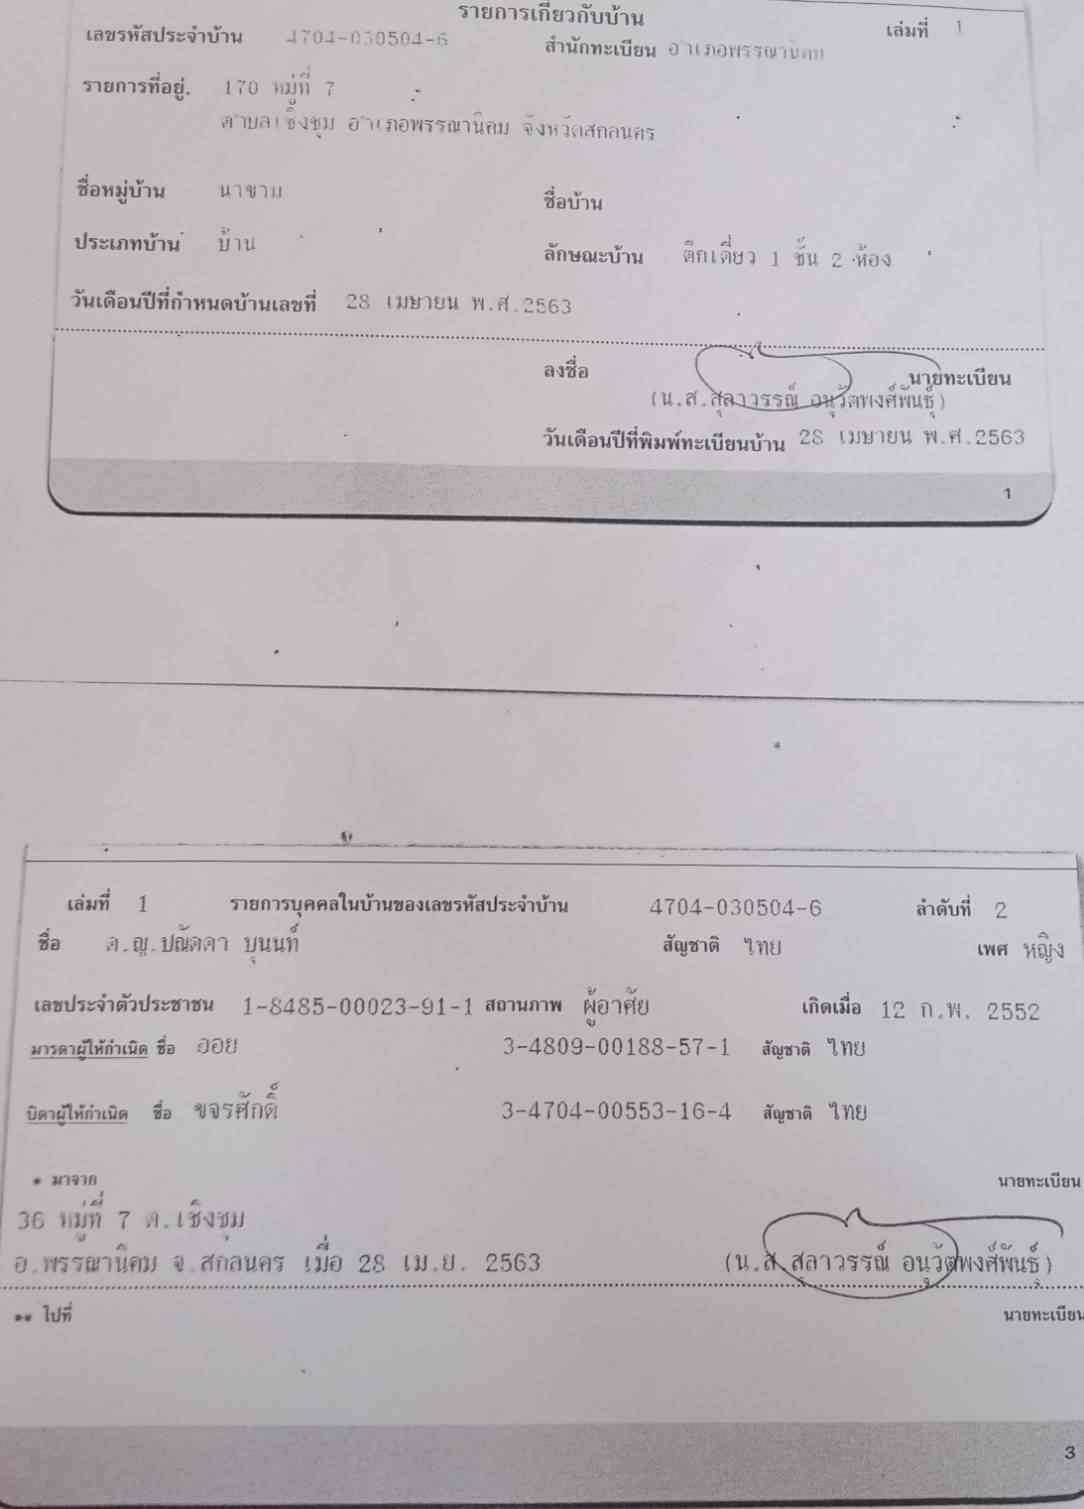 รายการเกี่ยวกับบ้าน เล่มที่ 1
เลขรหัสประจำบ้าน 4704-030504-6 สำนักทะเบียน อำเภอพรรณานิคม
รายการที่อยู่. 170 หมู่ที่ 7
ตำบลเชิงชุม อำเภอพรรณานิคม จังหวัดสกลนคร
ชื่อหมู่บ้าน นาขาม ชื่อบ้าน
ประเภทบ้าน บ้าน ลักษณะบ้าน ตึกเดี่ยว 1 ชั้น 2 ห้อง
วันเดือนปีที่กำหนดบ้านเลขที่ 28 เมษายน พ.ศ.2563
ลงชื่อ นายทะเบียน
(น.ส.สุลาวรรณ์ อนุวัตพงศ์พันธุ์)
วันเดือนปีที่พิมพ์ทะเบียนบ้าน 28 เมษายน พ.ศ.2563
1
เล่มที่ 1 รายการบุคคลในบ้านของเลขรหัสประจำบ้าน 4704-030504-6 ลำดับที่ 2
ชื่อ ด.ญ.ปณัดดา บุนนท์ สัญชาติ ไทย เพศ หญิง
เลขประจำตัวประชาชน 1-8485-00023-91-1 สถานภาพ ผู้อาศัย เกิดเมื่อ 12 ก.พ. 2552
มารดาผู้ให้กำเนิด ชื่อ ออย 3-4809-00188-57-1 สัญชาติ ไทย
บิดาผู้ให้กำเนิด ชื่อ ขจรศักดิ์ 3-4704-00553-16-4 สัญชาติ ไทย
* มาจาก นายทะเบียน
36 หมู่ที่ 7 ต.เชิงชุม
อ.พรรณานิคม จ.สกลนคร เมื่อ 28 เม.ย. 2563 (น.ส.สุลาวรรณ์ อนุวัตพงศ์พันธุ์)
** ไปที่ นายทะเบียน
3